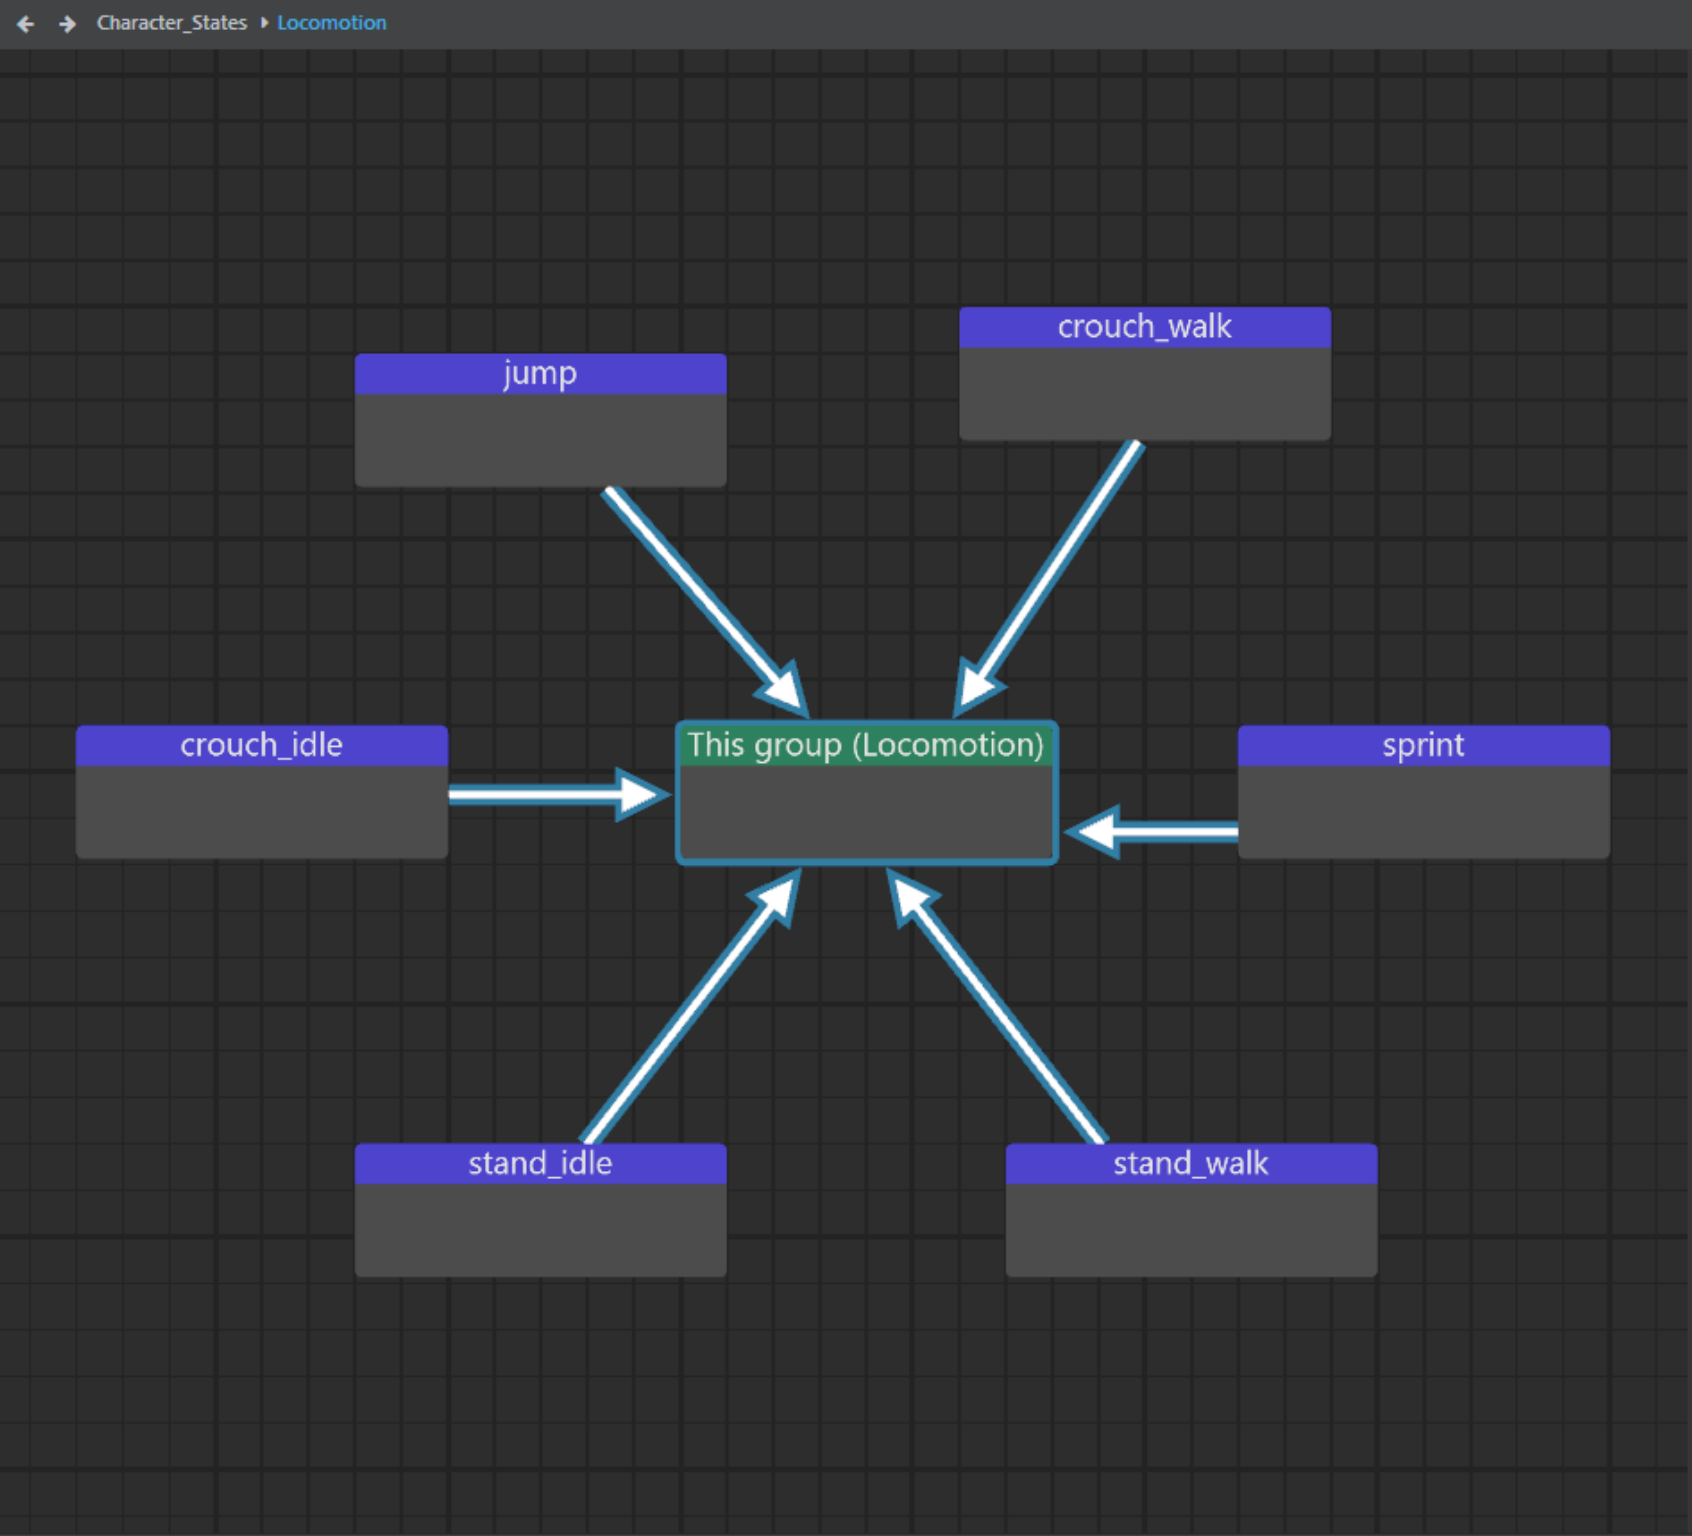 Character_States Locomotion
crouch_walk
jump
crouch_idle
This group (Locomotion)
sprint
stand_idle
stand_walk